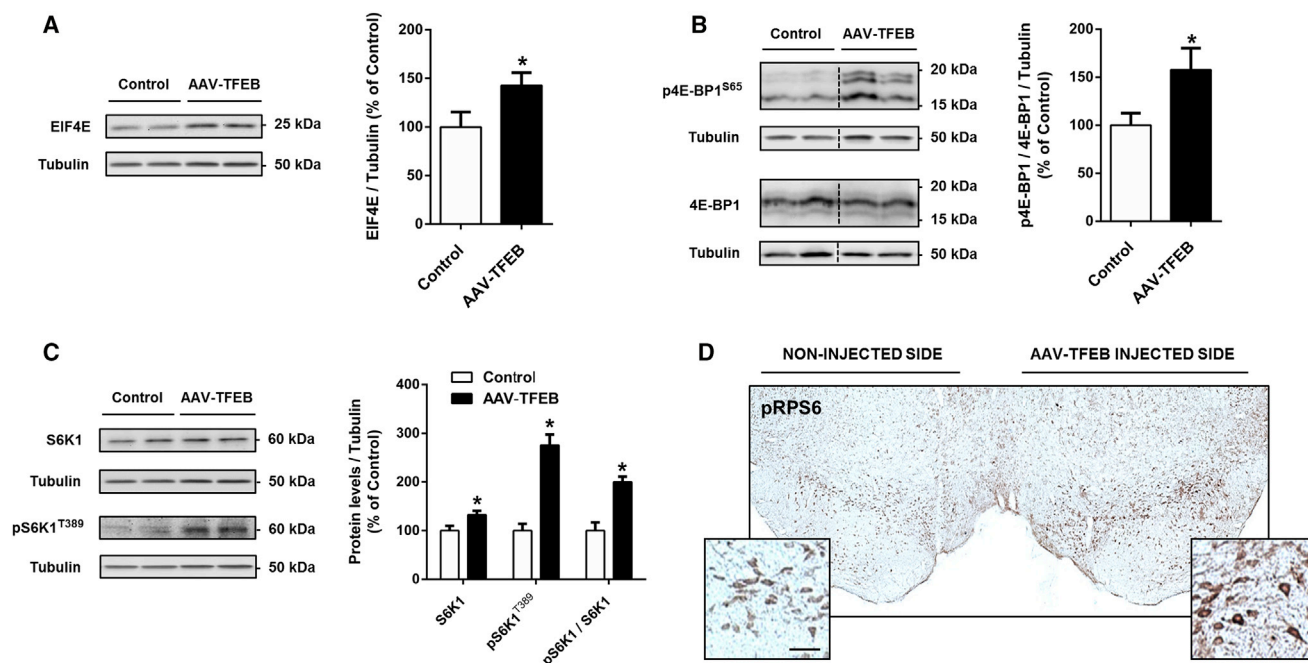 A
Control AAV-TFEB
EIF4E
25 kDa
Tubulin
50 kDa
EIF4E / Tubulin (% of Control)
200
150
100
50
0
*
Control
AAV-TFEB
B
Control AAV-TFEB
p4E-BP1S65
20 kDa
15 kDa
Tubulin
50 kDa
4E-BP1
20 kDa
15 kDa
Tubulin
50 kDa
p4E-BP1 / 4E-BP1 / Tubulin
(% of Control)
200
150
100
50
0
*
Control
AAV-TFEB
C
Control AAV-TFEB
S6K1
60 kDa
Tubulin
50 kDa
pS6K1T389
60 kDa
Tubulin
50 kDa
Protein levels / Tubulin
(% of Control)
400
300
200
100
0
Control
AAV-TFEB
*
*
*
S6K1
pS6K1T389
pS6K1 / S6K1
D
NON-INJECTED SIDE
AAV-TFEB INJECTED SIDE
pRPS6